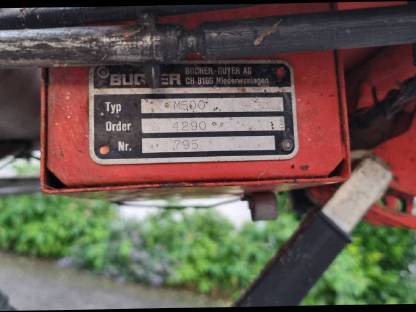 BUCHER BUCHER-GUYER AG
CH 8166 Niederweningen
Typ M500
Order 4290
Nr. 795